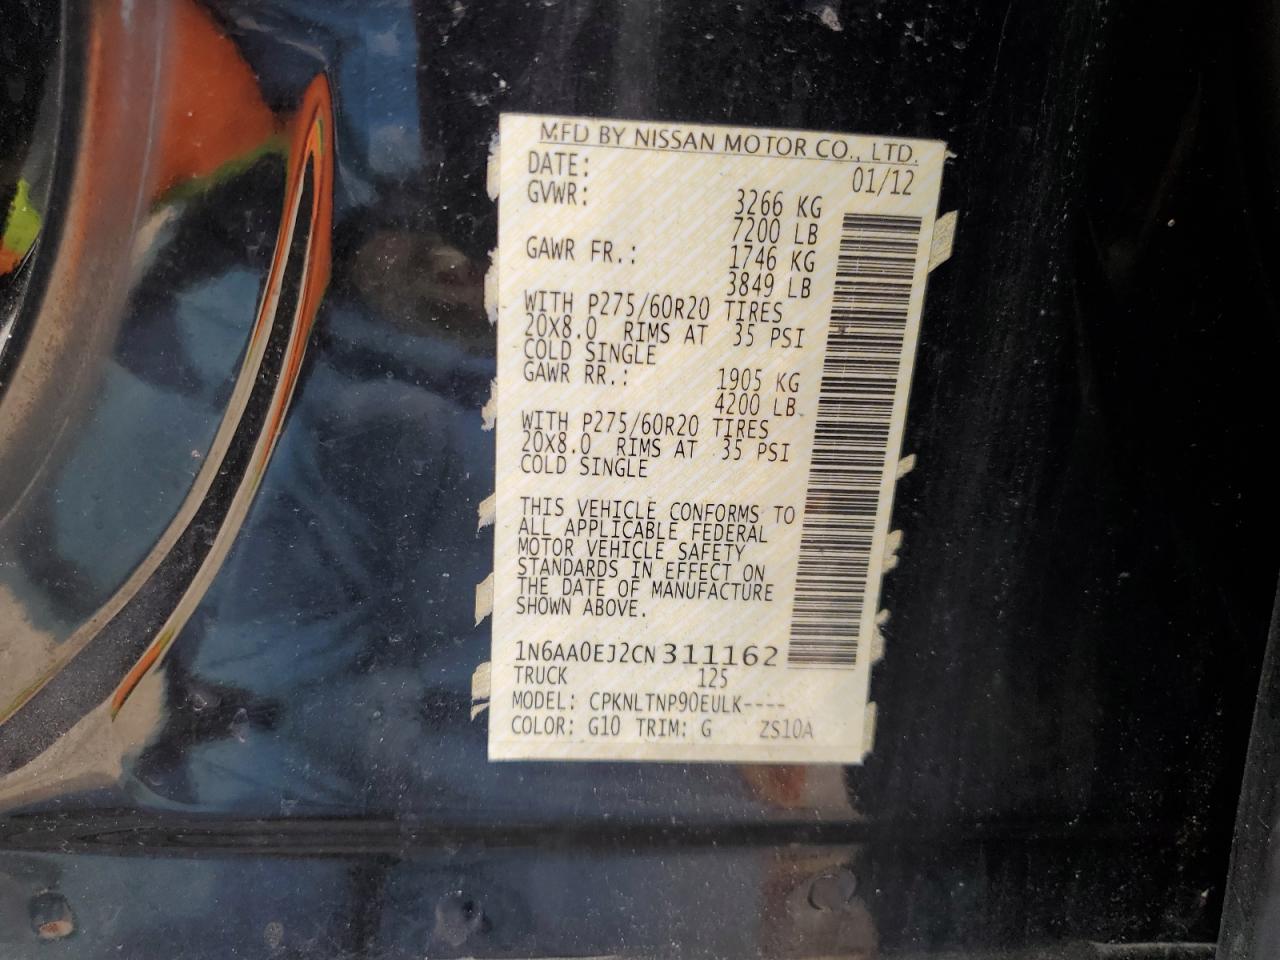 MFD BY NISSAN MOTOR CO., LTD.
DATE: 01/12
GVWR: 3266 KG
7200 LB
GAWR FR.: 1746 KG
3849 LB
WITH P275/60R20 TIRES
20X8.0 RIMS AT 35 PSI
COLD SINGLE
GAWR RR.: 1905 KG
4200 LB
WITH P275/60R20 TIRES
20X8.0 RIMS AT 35 PSI
COLD SINGLE
THIS VEHICLE CONFORMS TO
ALL APPLICABLE FEDERAL
MOTOR VEHICLE SAFETY
STANDARDS IN EFFECT ON
THE DATE OF MANUFACTURE
SHOWN ABOVE.
1N6AA0EJ2CN311162
TRUCK 125
MODEL: CPKNLTNP90EULK----
COLOR: G10 TRIM: G ZS10A